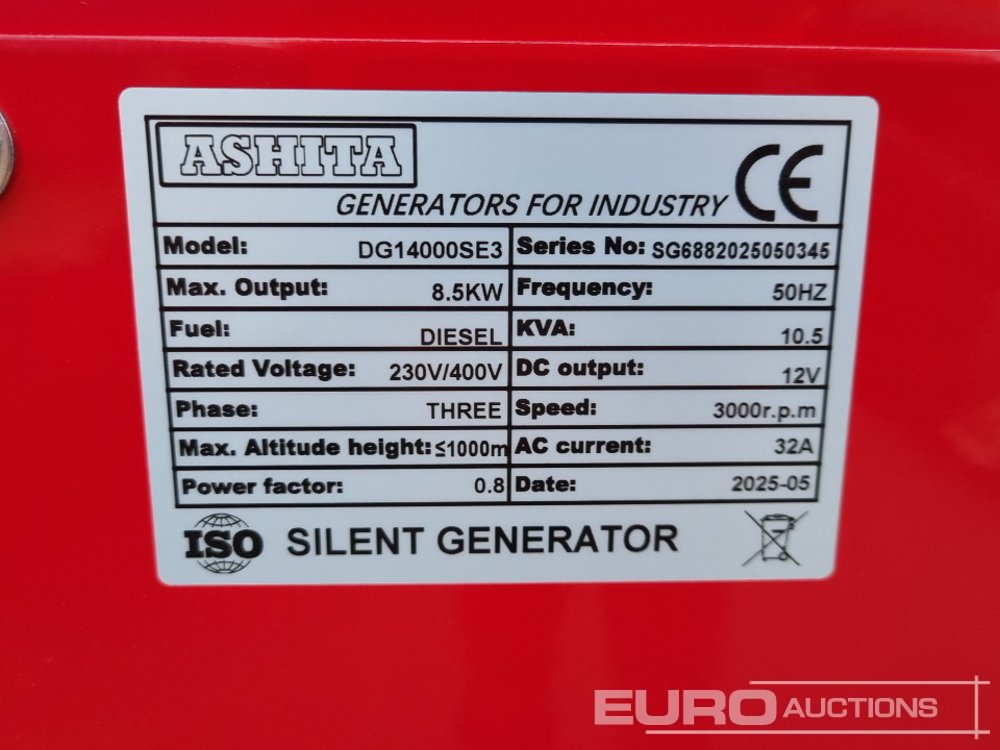 ASHITA
GENERATORS FOR INDUSTRY CE
Model: DG14000SE3 Series No: SG6882025050345
Max. Output: 8.5KW Frequency: 50HZ
Fuel: DIESEL KVA: 10.5
Rated Voltage: 230V/400V DC output: 12V
Phase: THREE Speed: 3000r.p.m
Max. Altitude height: ≤1000m AC current: 32A
Power factor: 0.8 Date: 2025-05
ISO SILENT GENERATOR
EURO AUCTIONS